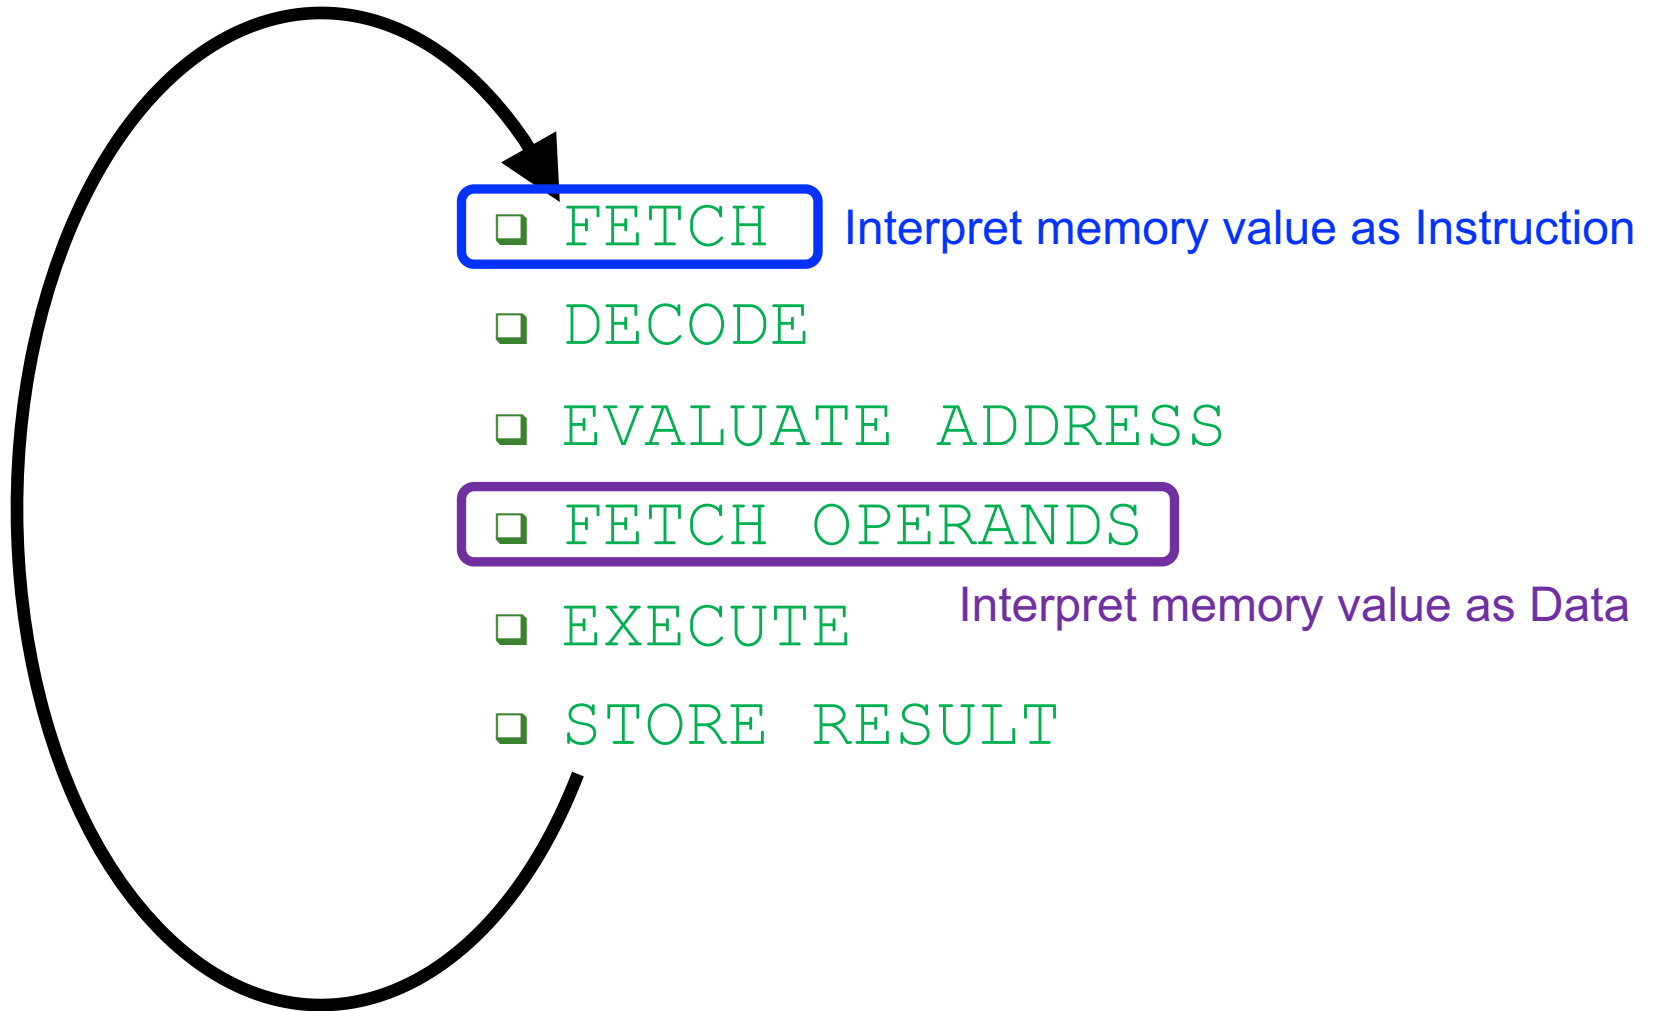 ❑ FETCH
Interpret memory value as Instruction
❑ DECODE
❑ EVALUATE ADDRESS
❑ FETCH OPERANDS
Interpret memory value as Data
❑ EXECUTE
❑ STORE RESULT